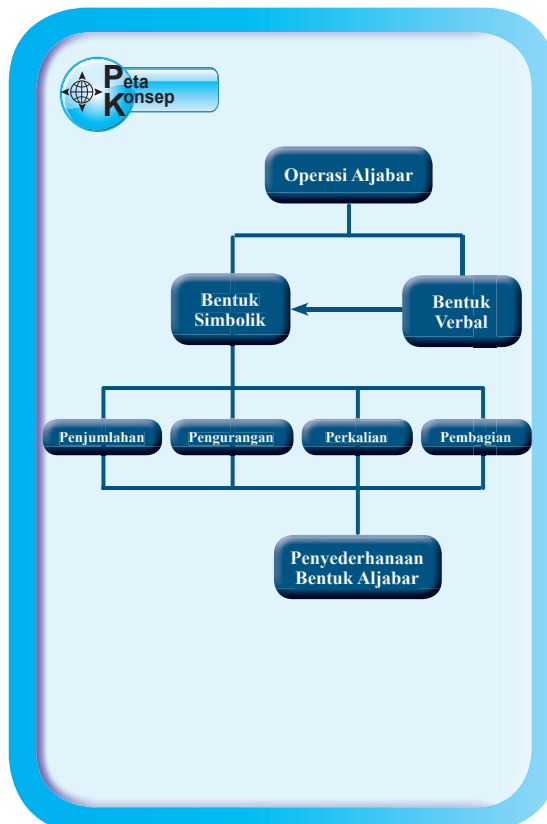 Peta
Konsep
Operasi Aljabar
Bentuk
Simbolik
Bentuk
Verbal
Penjumlahan
Pengurangan
Perkalian
Pembagian
Penyederhanaan
Bentuk Aljabar